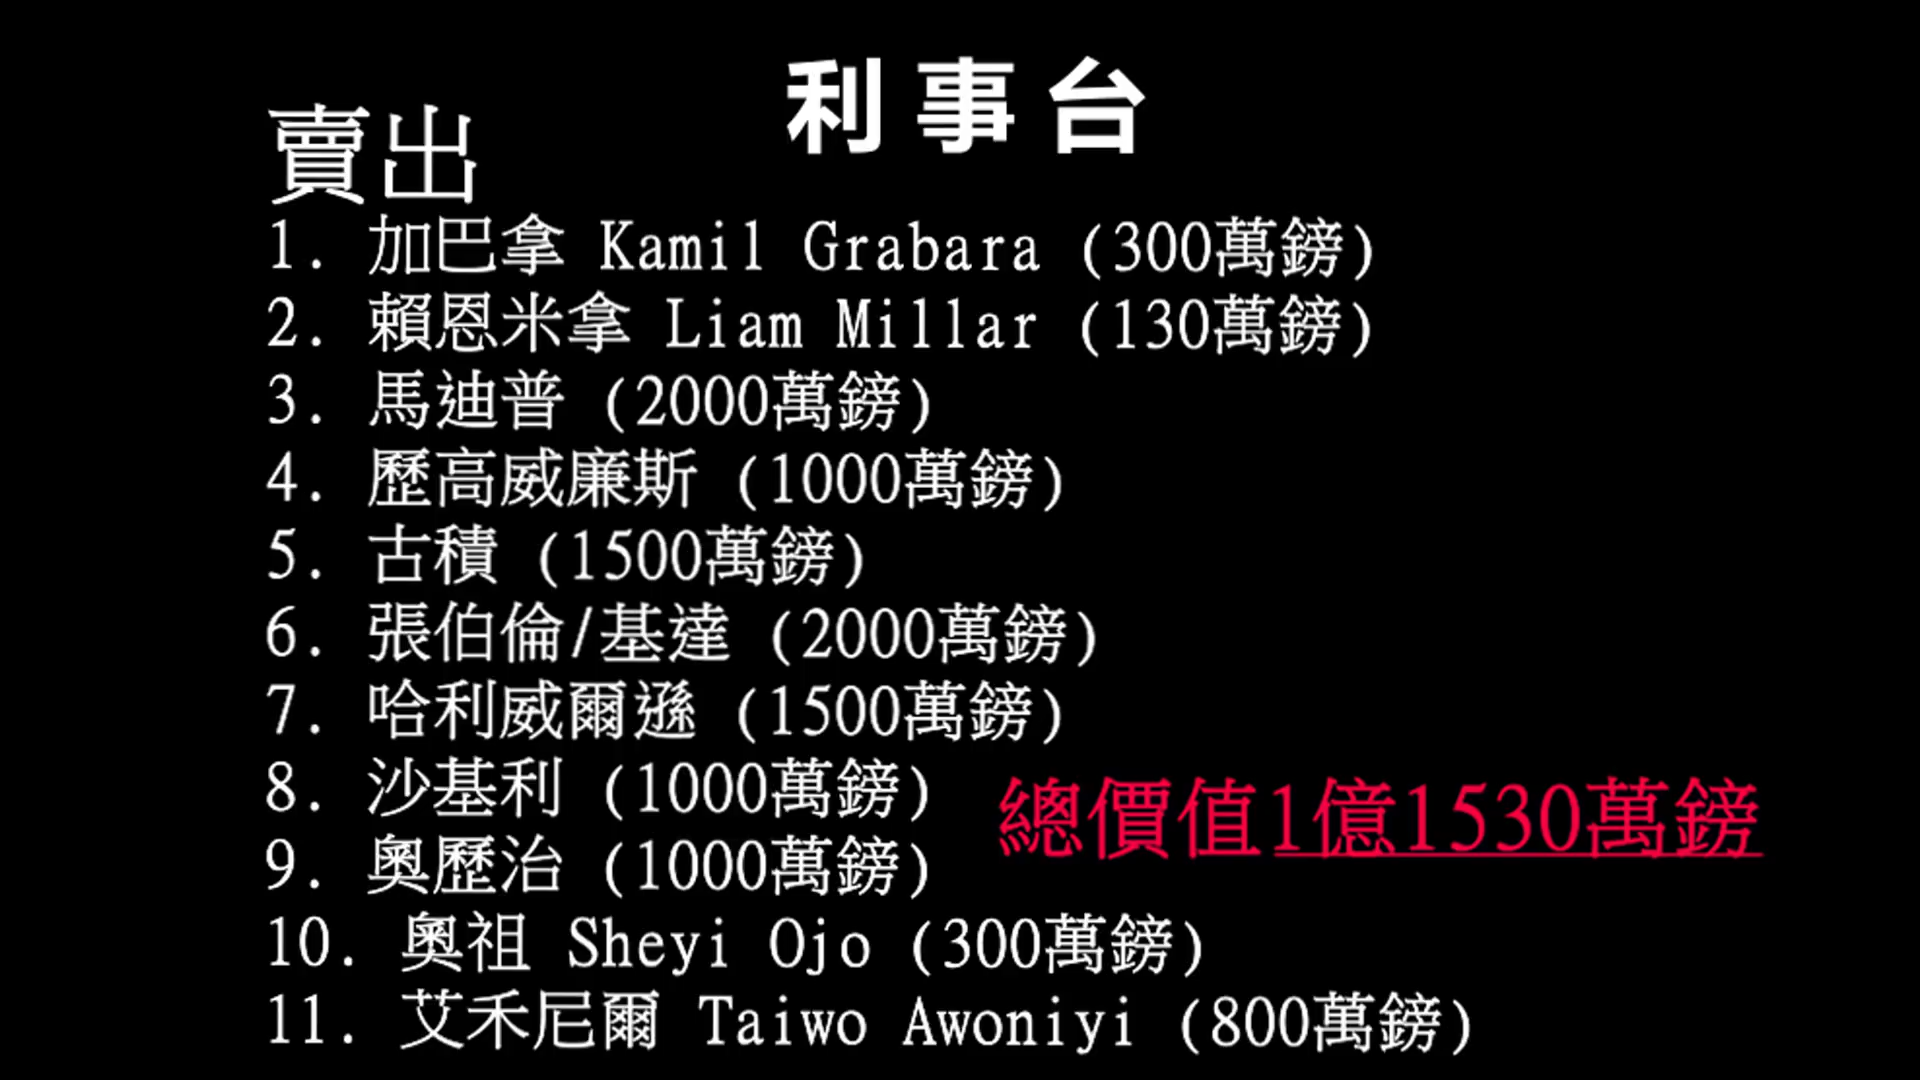 利事台
賣出
1. 加巴拿 Kamil Grabara (300萬鎊)
2. 賴恩米拿 Liam Millar (130萬鎊)
3. 馬迪普 (2000萬鎊)
4. 歷高威廉斯 (1000萬鎊)
5. 古積 (1500萬鎊)
6. 張伯倫/基達 (2000萬鎊)
7. 哈利威爾遜 (1500萬鎊)
8. 沙基利 (1000萬鎊)
總價值1億1530萬鎊
9. 奧歷治 (1000萬鎊)
10. 奧祖 Sheyi Ojo (300萬鎊)
11. 艾禾尼爾 Taiwo Awoniyi (800萬鎊)